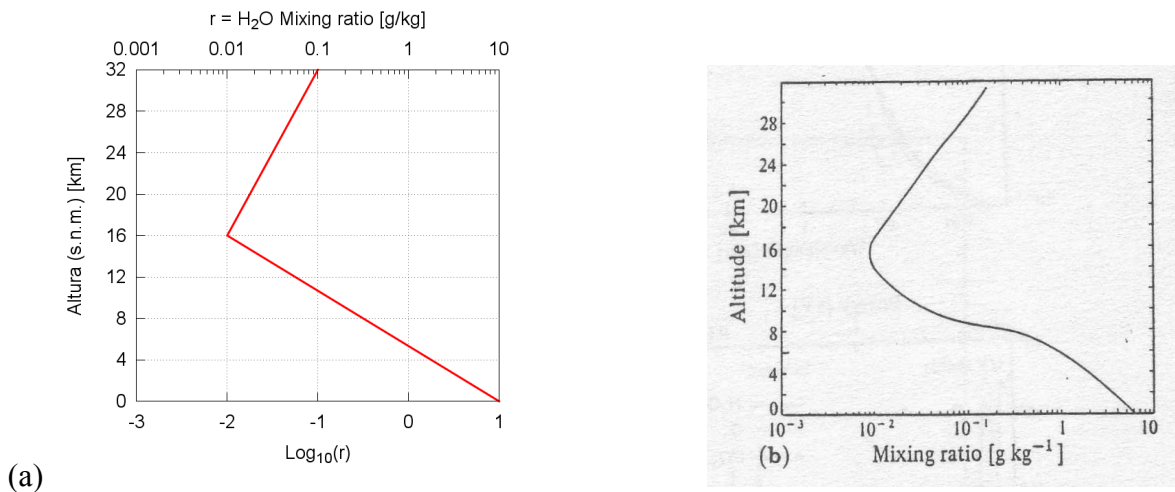 r = H₂O Mixing ratio [g/kg]
0.001 0.01 0.1 1 10
32
28
24
20
16
12
8
4
0
Altura (s.n.m.) [km]
-3 -2 -1 0 1
Log₁₀(r)
(a)
28
24
20
16
12
8
4
0
Altitude [km]
10⁻³ 10⁻² 10⁻¹ 1 10
(b) Mixing ratio [g kg⁻¹]